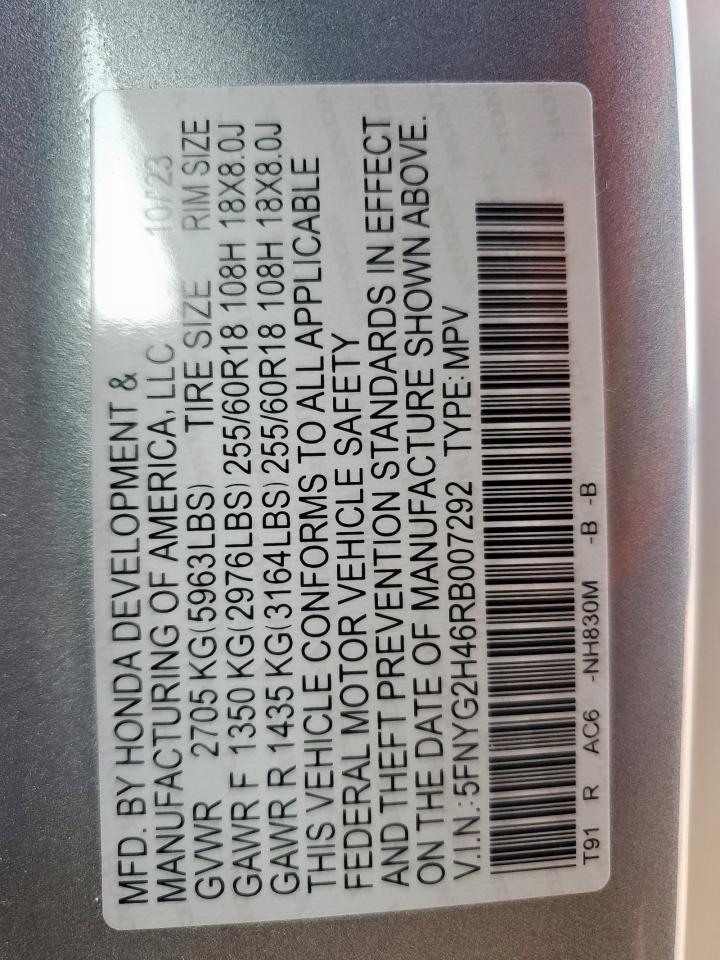 MFD. BY HONDA DEVELOPMENT &
MANUFACTURING OF AMERICA, LLC 10/23
GVWR 2705 KG(5963LBS) TIRE SIZE RIM SIZE
GAWR F 1350 KG(2976LBS) 255/60R18 108H 18X8.0J
GAWR R 1435 KG(3164LBS) 255/60R18 108H 18X8.0J
THIS VEHICLE CONFORMS TO ALL APPLICABLE
FEDERAL MOTOR VEHICLE SAFETY
AND THEFT PREVENTION STANDARDS IN EFFECT
ON THE DATE OF MANUFACTURE SHOWN ABOVE.
V.I.N.:5FNYG2H46RB007292 TYPE: MPV
T91 R AC6 -NH830M -B -B